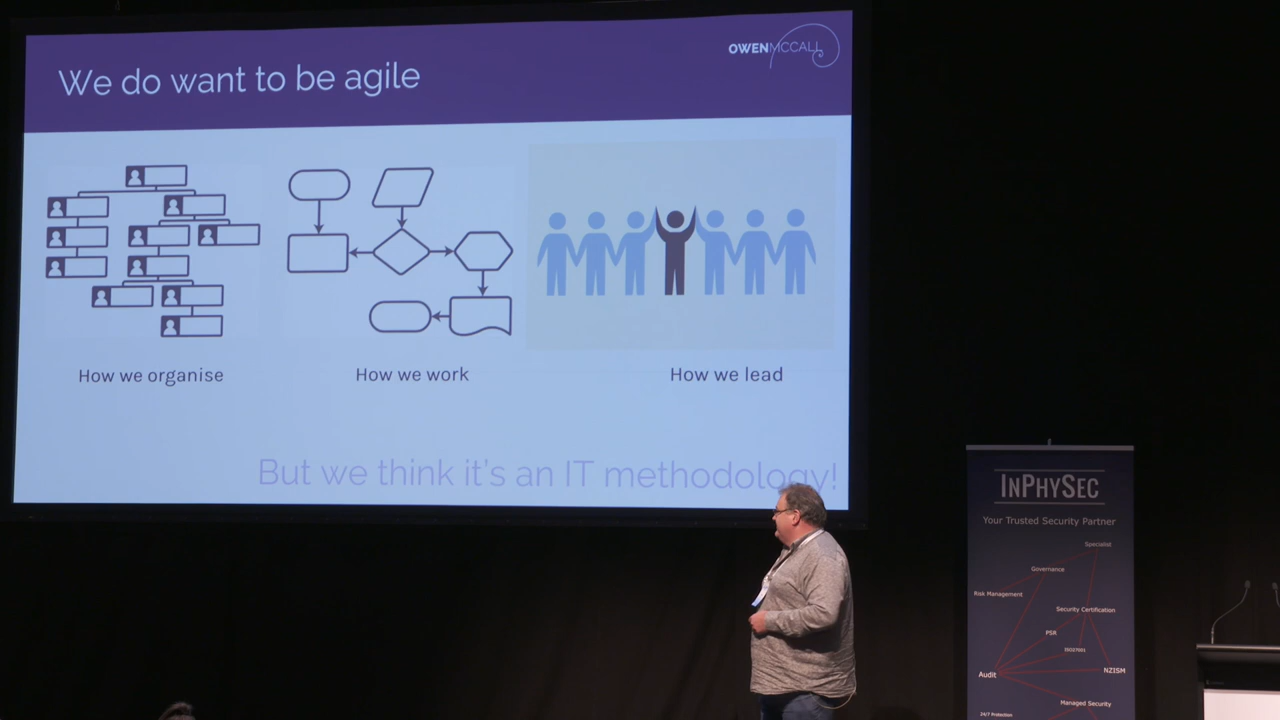 We do want to be agile
OWENMCCALL
How we organise
How we work
How we lead
But we think it's an IT methodology!
INPHYSEC
Your Trusted Security Partner
Specialist
Governance
Risk Management
Security Certification
PSR
ISO27001
Audit
NZISM
Managed Security
24/7 Protection